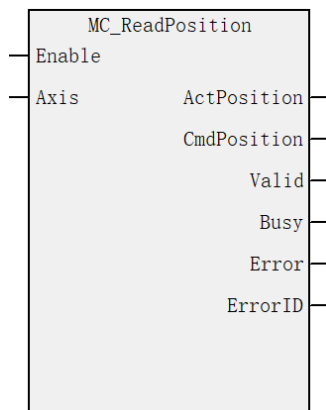 MC_ReadPosition
Enable
Axis ActPosition
CmdPosition
Valid
Busy
Error
ErrorID